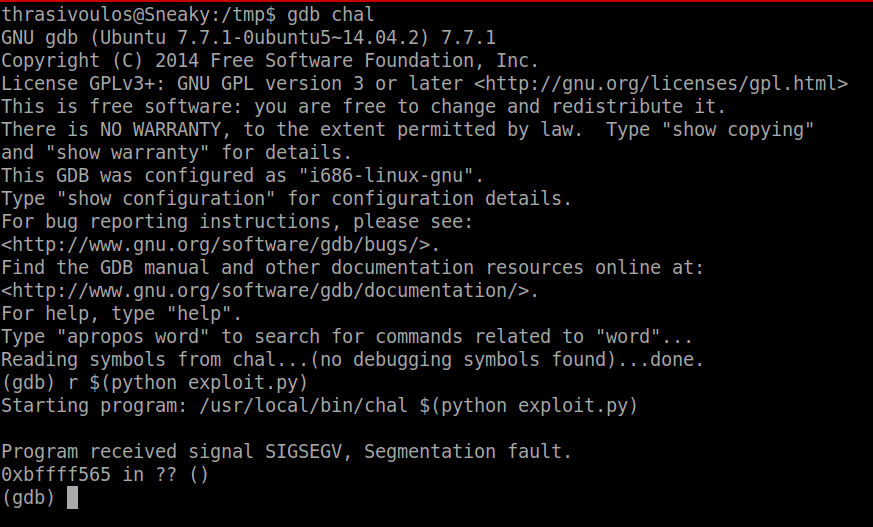 thrasivoulos@Sneaky:/tmp$ gdb chal
GNU gdb (Ubuntu 7.7.1-0ubuntu5~14.04.2) 7.7.1
Copyright (C) 2014 Free Software Foundation, Inc.
License GPLv3+: GNU GPL version 3 or later <http://gnu.org/licenses/gpl.html>
This is free software: you are free to change and redistribute it.
There is NO WARRANTY, to the extent permitted by law.  Type "show copying"
and "show warranty" for details.
This GDB was configured as "i686-linux-gnu".
Type "show configuration" for configuration details.
For bug reporting instructions, please see:
<http://www.gnu.org/software/gdb/bugs/>.
Find the GDB manual and other documentation resources online at:
<http://www.gnu.org/software/gdb/documentation/>.
For help, type "help".
Type "apropos word" to search for commands related to "word"...
Reading symbols from chal...(no debugging symbols found)...done.
(gdb) r $(python exploit.py)
Starting program: /usr/local/bin/chal $(python exploit.py)

Program received signal SIGSEGV, Segmentation fault.
0xbffff565 in ?? ()
(gdb)